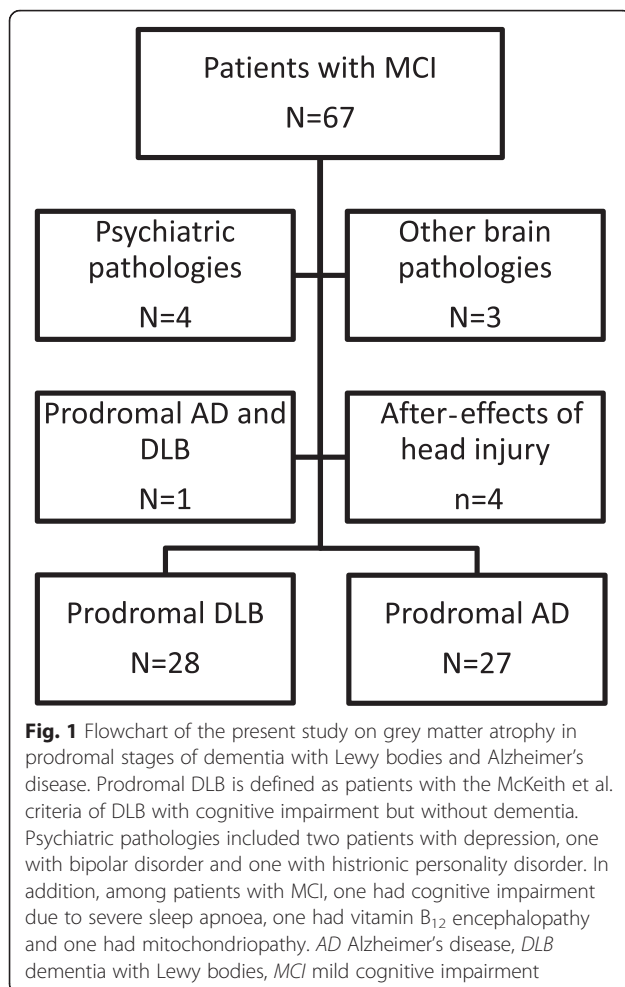 Patients with MCI
N=67
Psychiatric
pathologies
N=4
Other brain
pathologies
N=3
Prodromal AD and
DLB
N=1
After-effects of
head injury
n=4
Prodromal DLB
N=28
Prodromal AD
N=27
Fig. 1 Flowchart of the present study on grey matter atrophy in
prodromal stages of dementia with Lewy bodies and Alzheimer's
disease. Prodromal DLB is defined as patients with the McKeith et al.
criteria of DLB with cognitive impairment but without dementia.
Psychiatric pathologies included two patients with depression, one
with bipolar disorder and one with histrionic personality disorder. In
addition, among patients with MCI, one had cognitive impairment
due to severe sleep apnoea, one had vitamin B₁₂ encephalopathy
and one had mitochondriopathy. AD Alzheimer's disease, DLB
dementia with Lewy bodies, MCI mild cognitive impairment